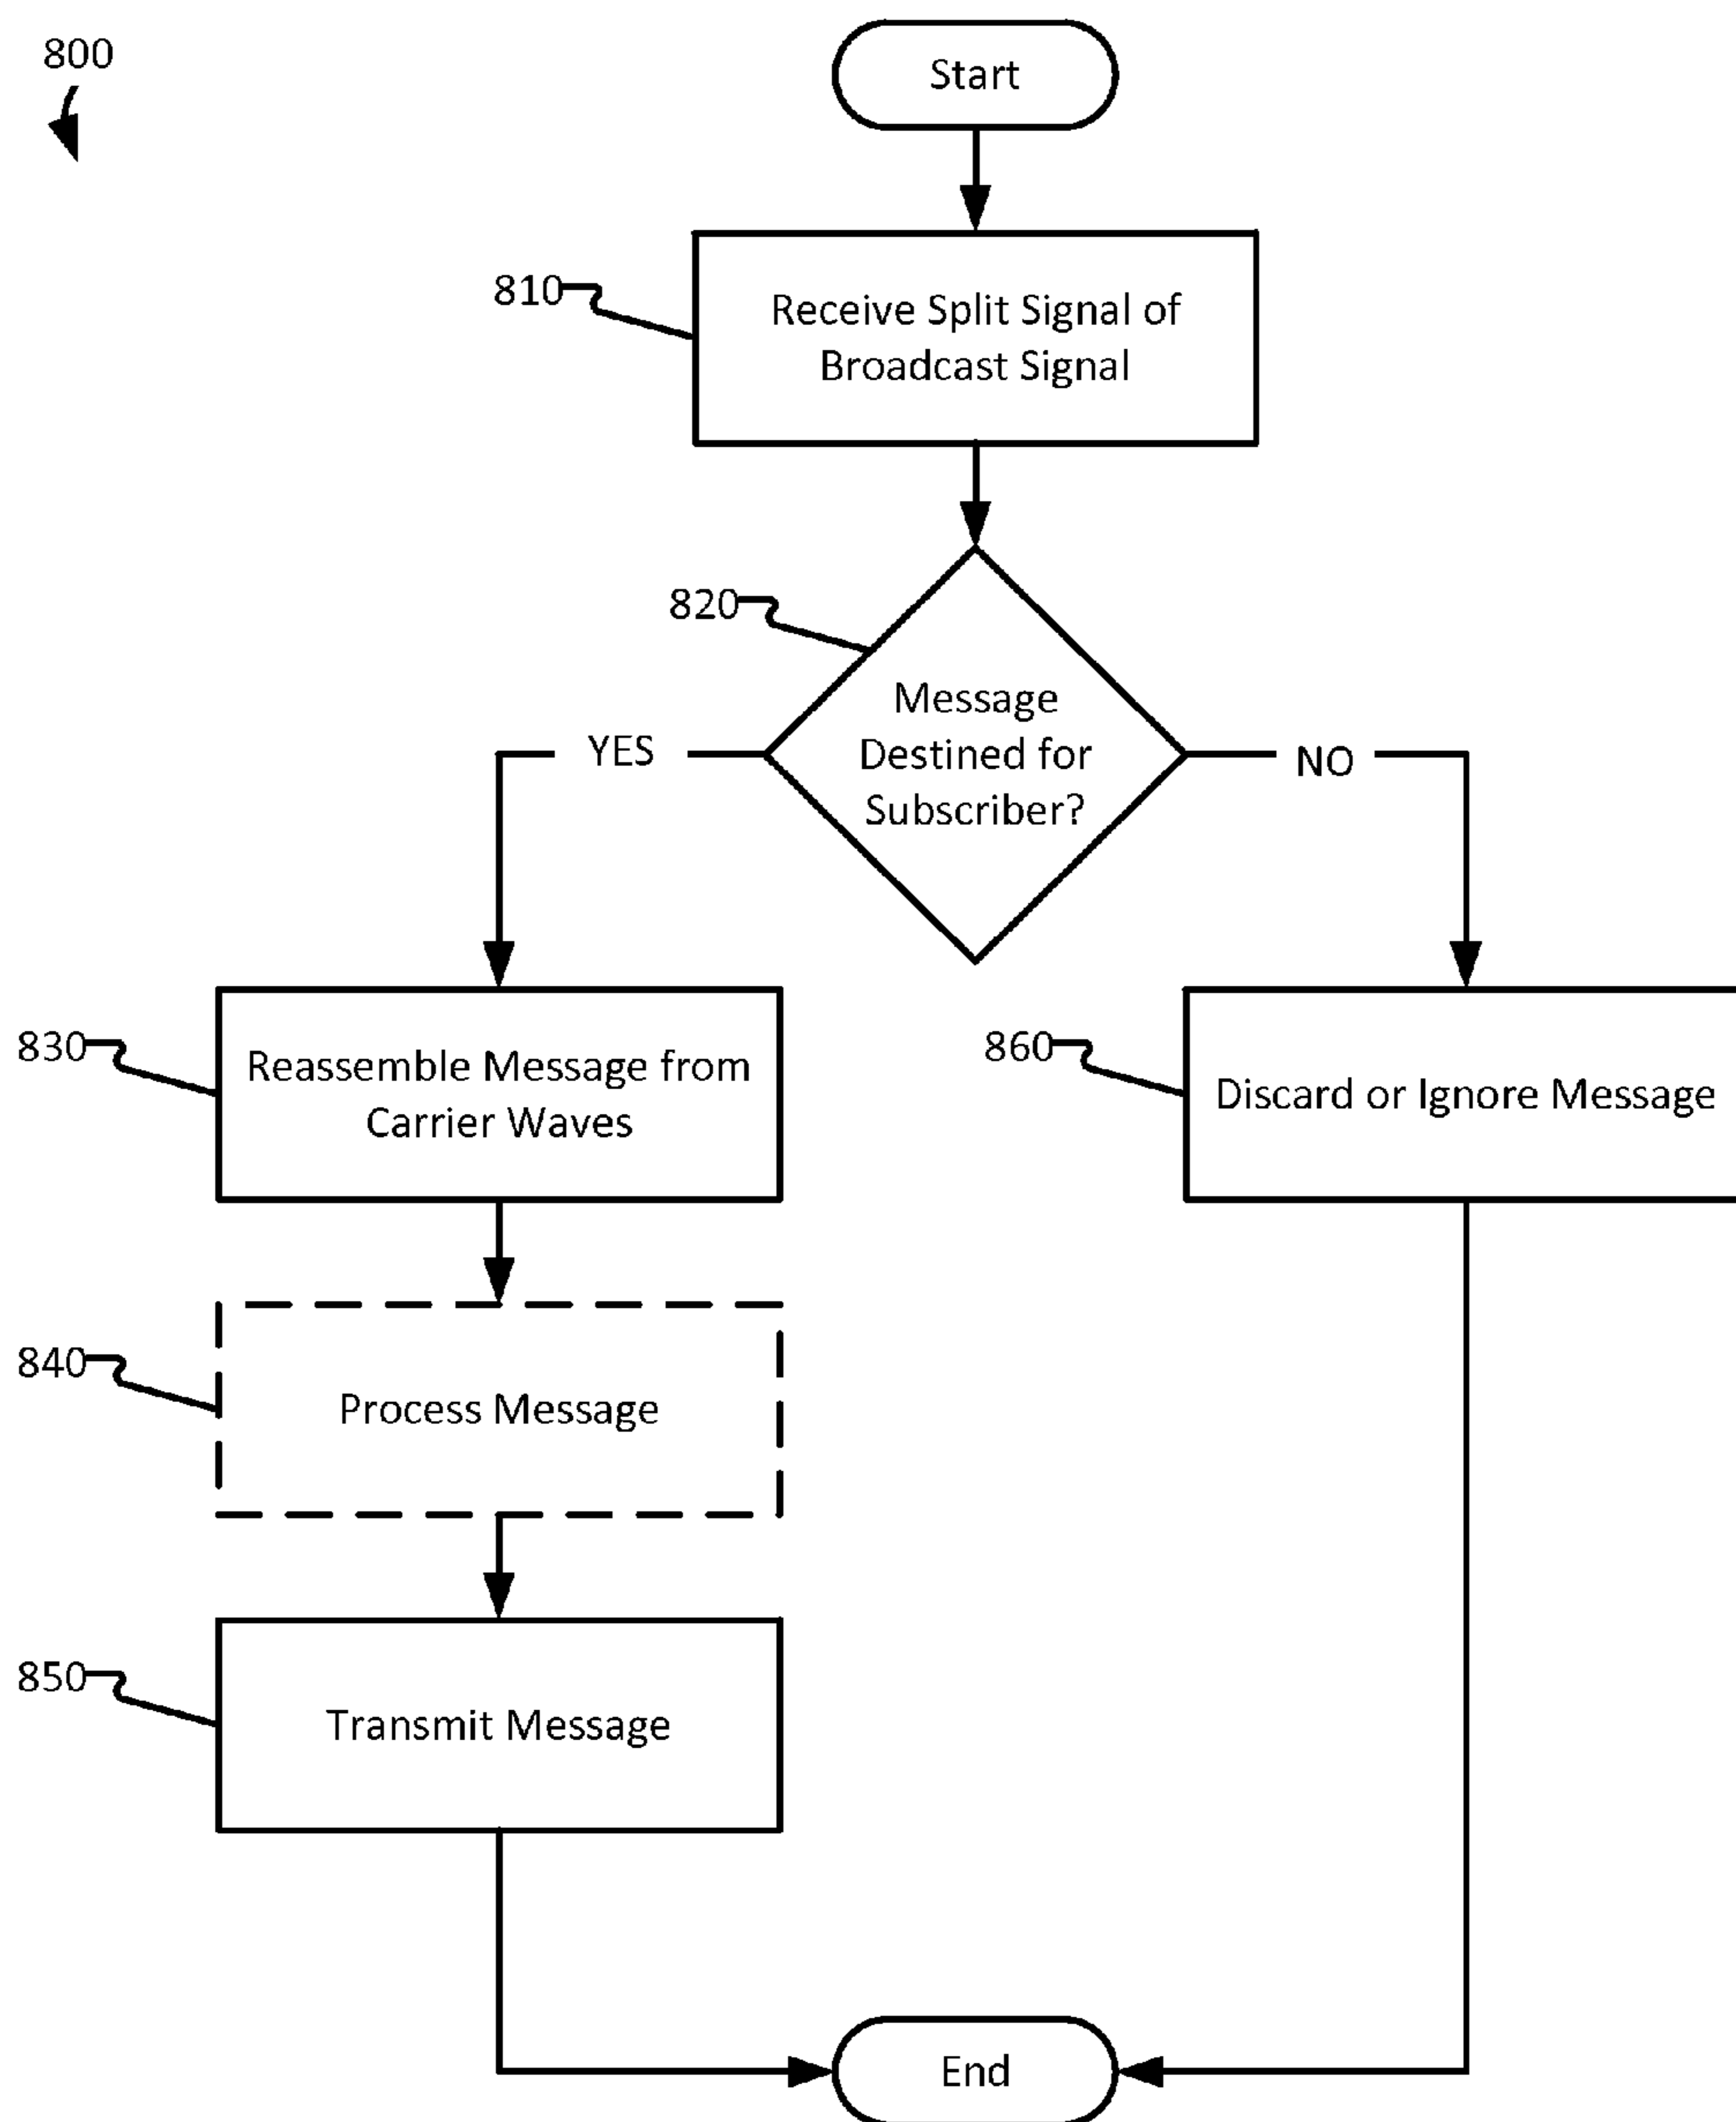 800
Start
810
Receive Split Signal of
Broadcast Signal
820
Message
Destined for
Subscriber?
YES
NO
830
Reassemble Message from
Carrier Waves
860
Discard or Ignore Message
840
Process Message
850
Transmit Message
End